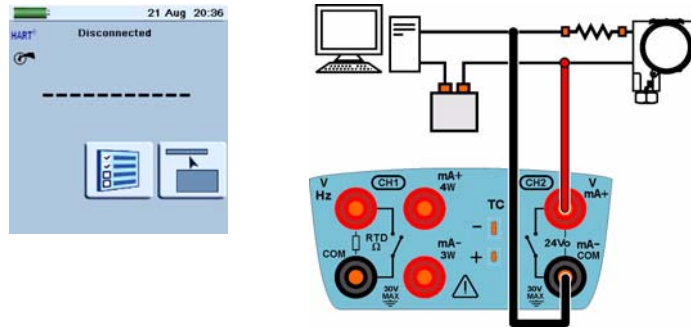 21 Aug 20:36
HART®
Disconnected
V
Hz
CH1
mA+
4W
TC
CH2
V
mA+
-
+
RTD
Ω
COM
mA-
3W
24Vo
mA-
COM
30V
MAX
30V
MAX